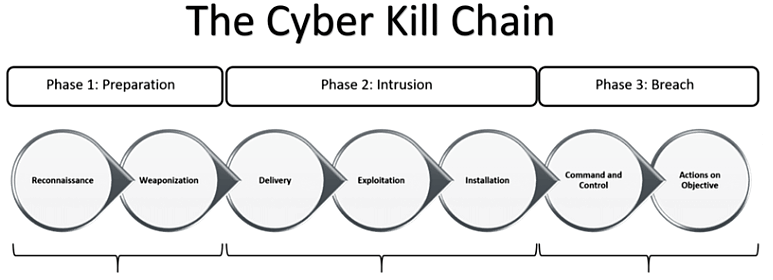 The Cyber Kill Chain
Phase 1: Preparation
Phase 2: Intrusion
Phase 3: Breach
Reconnaissance
Weaponization
Delivery
Exploitation
Installation
Command and
Control
Actions on
Objective